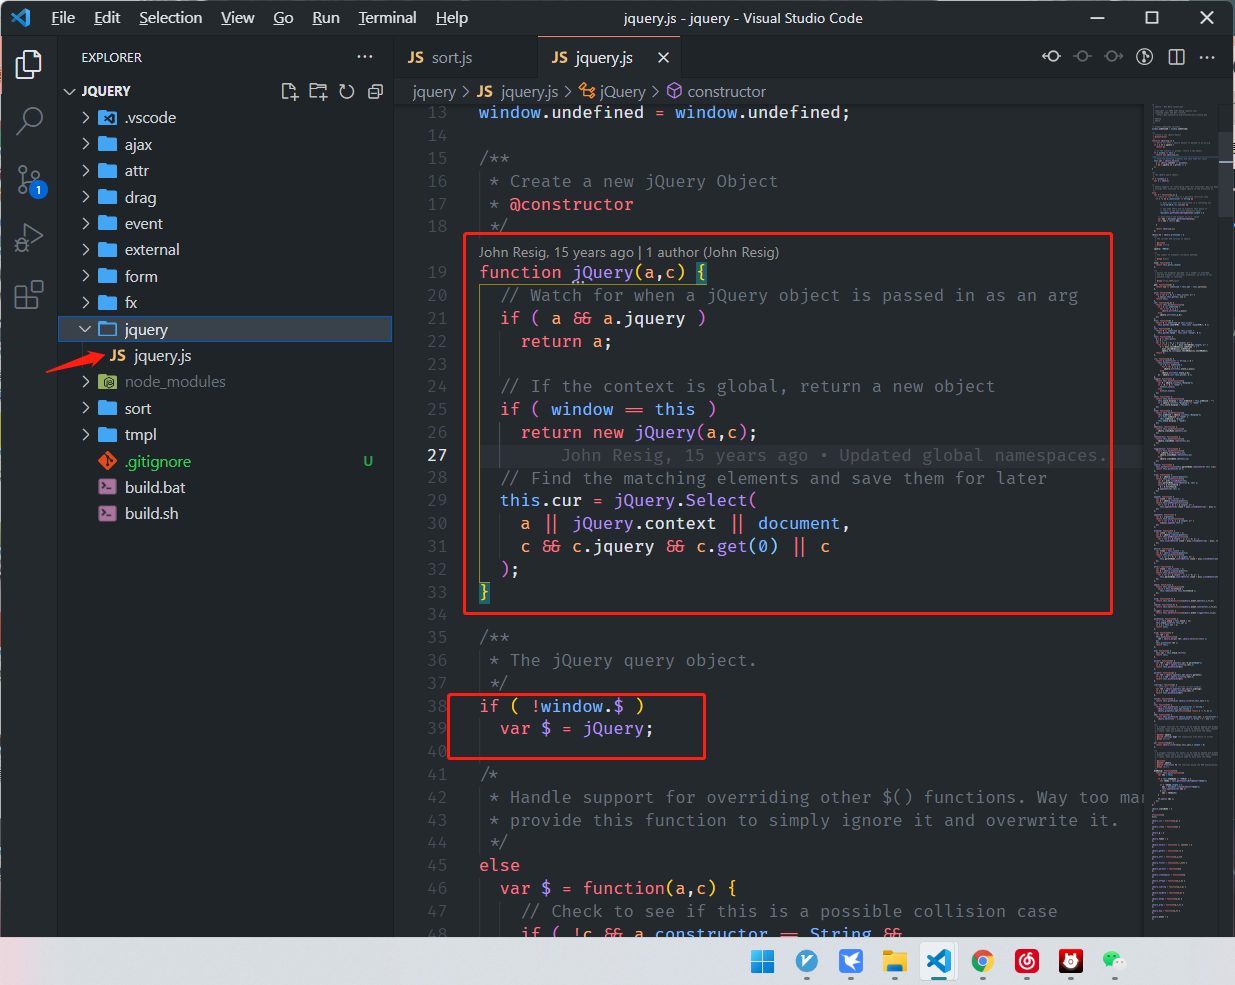 File Edit Selection View Go Run Terminal Help jquery.js - jquery - Visual Studio Code
EXPLORER
JQUERY
.vscode
ajax
attr
drag
event
external
form
fx
jquery
JS jquery.js
node_modules
sort
tmpl
.gitignore U
build.bat
build.sh
1
JS sort.js JS jquery.js
jquery > JS jquery.js > jQuery > constructor
13 window.undefined = window.undefined;
14
15 /**
16 * Create a new jQuery Object
17 * @constructor
18 */
John Resig, 15 years ago | 1 author (John Resig)
19 function jQuery(a,c) {
20 // Watch for when a jQuery object is passed in as an arg
21 if ( a && a.jquery )
22 return a;
23
24 // If the context is global, return a new object
25 if ( window == this )
26 return new jQuery(a,c);
27 John Resig, 15 years ago • Updated global namespaces.
28 // Find the matching elements and save them for later
29 this.cur = jQuery.Select(
30 a || jQuery.context || document,
31 c && c.jquery && c.get(0) || c
32 );
33 }
34
35 /**
36 * The jQuery query object.
37 */
38 if ( !window.$ )
39 var $ = jQuery;
40
41 /*
42 * Handle support for overriding other $() functions. Way too
43 * provide this function to simply ignore it and overwrite it.
44 */
45 else
46 var $ = function(a,c) {
47 // Check to see if this is a possible collision case
48 if ( !c && a.constructor == String &&